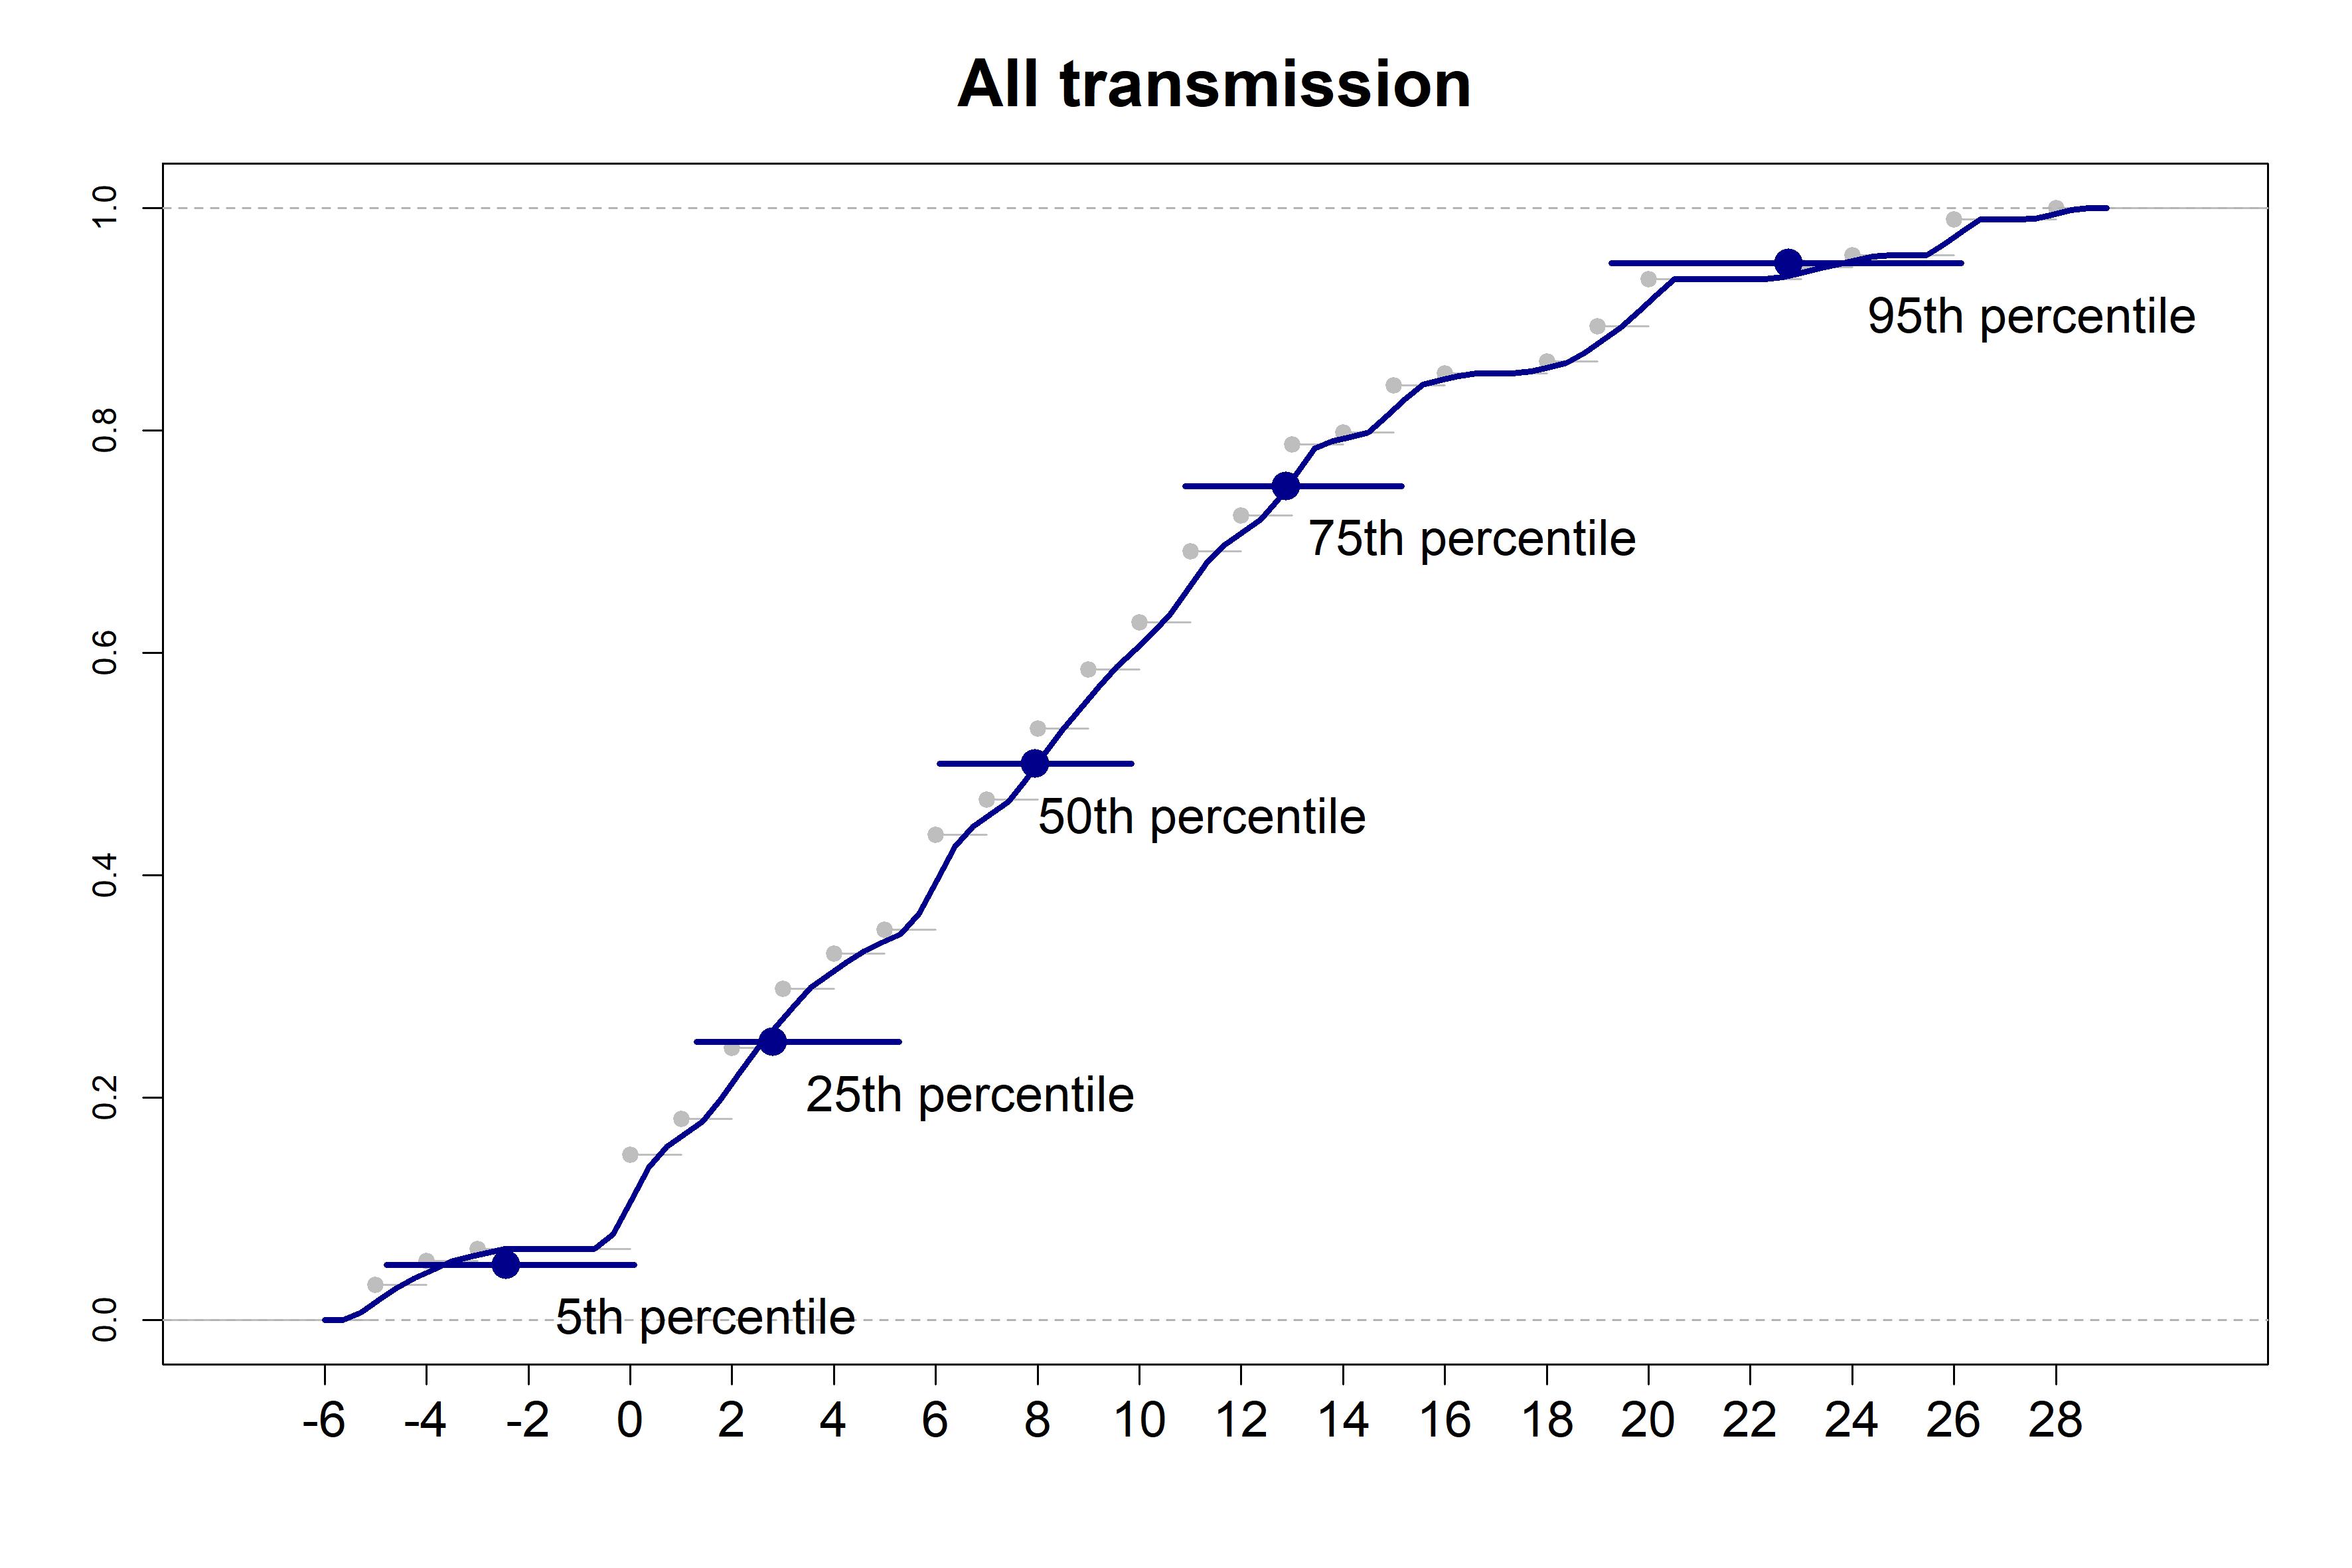 All transmission
1.0
95th percentile
0.8
75th percentile
0.6
50th percentile
0.4
25th percentile
0.2
5th percentile
0.0
-6 -4 -2 0 2 4 6 8 10 12 14 16 18 20 22 24 26 28